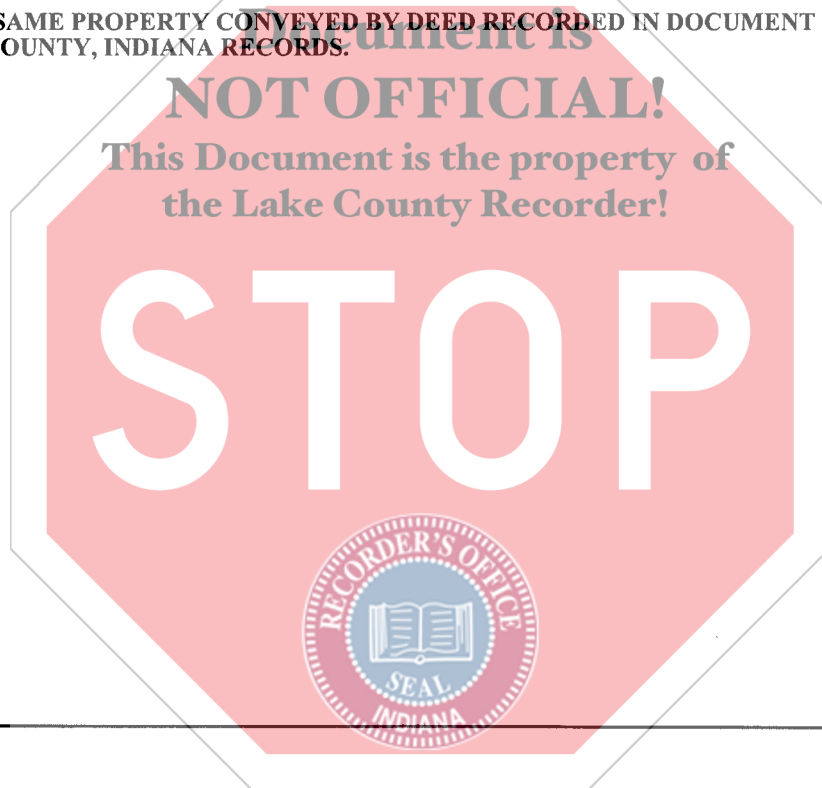 SAME PROPERTY CONVEYED BY DEED RECORDED IN DOCUMENT
OUNTY, INDIANA RECORDS.
Document is
NOT OFFICIAL!
This Document is the property of
the Lake County Recorder!
STOP
RECORDER'S OFFICE
SEAL
INDIANA